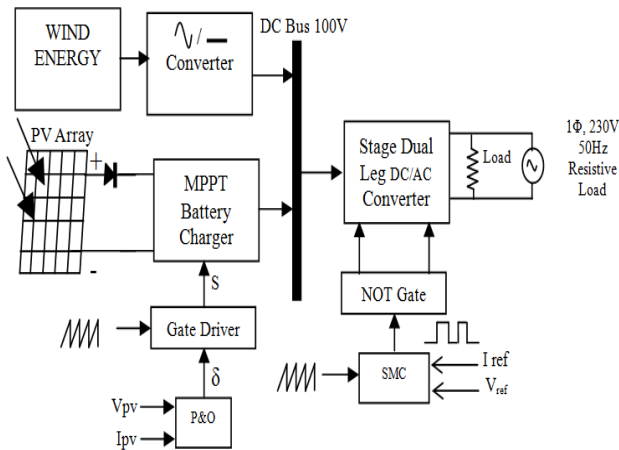 WIND
ENERGY
/
Converter
DC Bus 100V
PV Array
+
-
MPPT
Battery
Charger
S
Gate Driver
δ
Vpv
Ipv
P&O
Stage Dual
Leg DC/AC
Converter
Load
1Φ, 230V
50Hz
Resistive
Load
NOT Gate
SMC
I ref
Vref